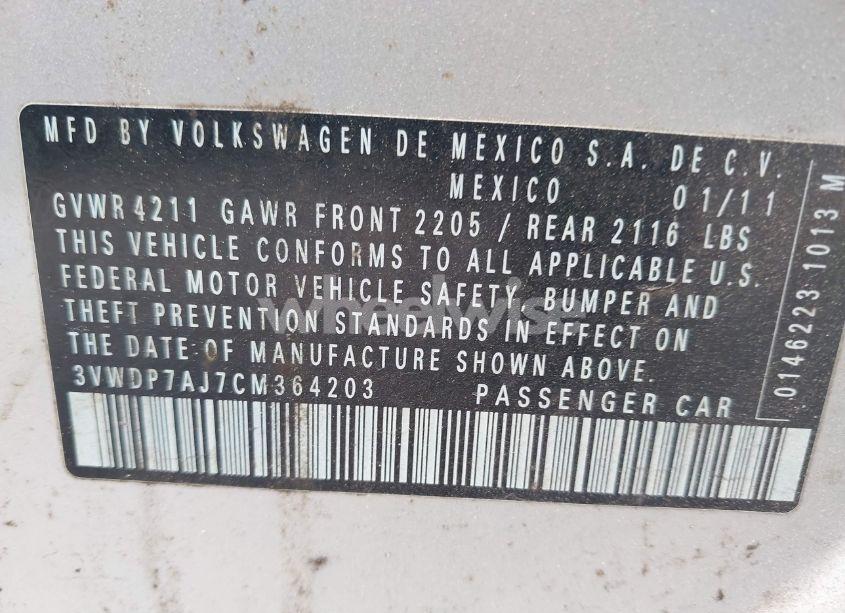 MFD BY VOLKSWAGEN DE MEXICO S.A. DE C.V.
MEXICO 01/11
GVWR 4211 GAWR FRONT 2205 / REAR 2116 LBS
THIS VEHICLE CONFORMS TO ALL APPLICABLE U.S.
FEDERAL MOTOR VEHICLE SAFETY, BUMPER AND
THEFT PREVENTION STANDARDS IN EFFECT ON
THE DATE OF MANUFACTURE SHOWN ABOVE.
3VWDP7AJ7CM364203 PASSENGER CAR
0146223 1013 M
wheelwise